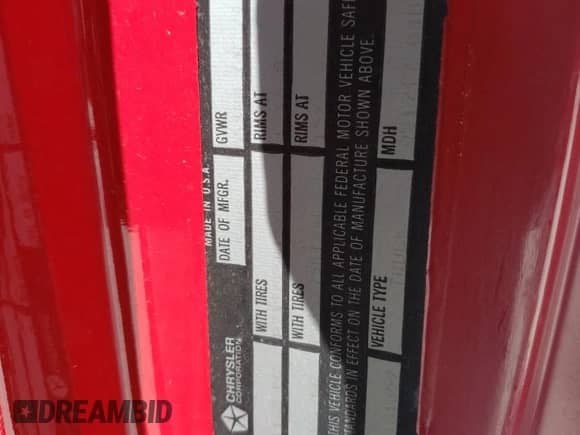 MADE IN U.S.A.
CHRYSLER
CORPORATION
DATE OF MFGR.
GVWR
WITH TIRES
RIMS AT
WITH TIRES
RIMS AT
THIS VEHICLE CONFORMS TO ALL APPLICABLE FEDERAL MOTOR VEHICLE SAFE
STANDARDS IN EFFECT ON THE DATE OF MANUFACTURE SHOWN ABOVE.
VEHICLE TYPE
MDH
DREAMBID